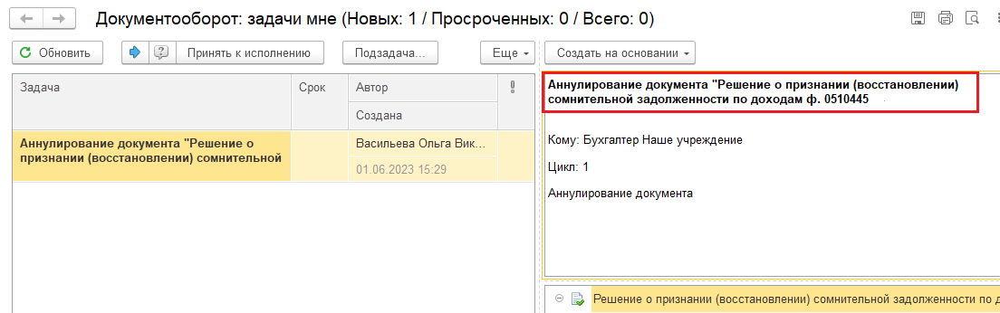 Документооборот: задачи мне (Новых: 1 / Просроченных: 0 / Всего: 0)
Обновить
Принять к исполнению
Подзадача...
Еще
Создать на основании
Задача
Срок
Автор
Создана
Аннулирование документа "Решение о
признании (восстановлении) сомнительной
Васильева Ольга Вик...
01.06.2023 15:29
Аннулирование документа "Решение о признании (восстановлении)
сомнительной задолженности по доходам ф. 0510445
Кому: Бухгалтер Наше учреждение
Цикл: 1
Аннулирование документа
Решение о признании (восстановлении) сомнительной задолженности по д